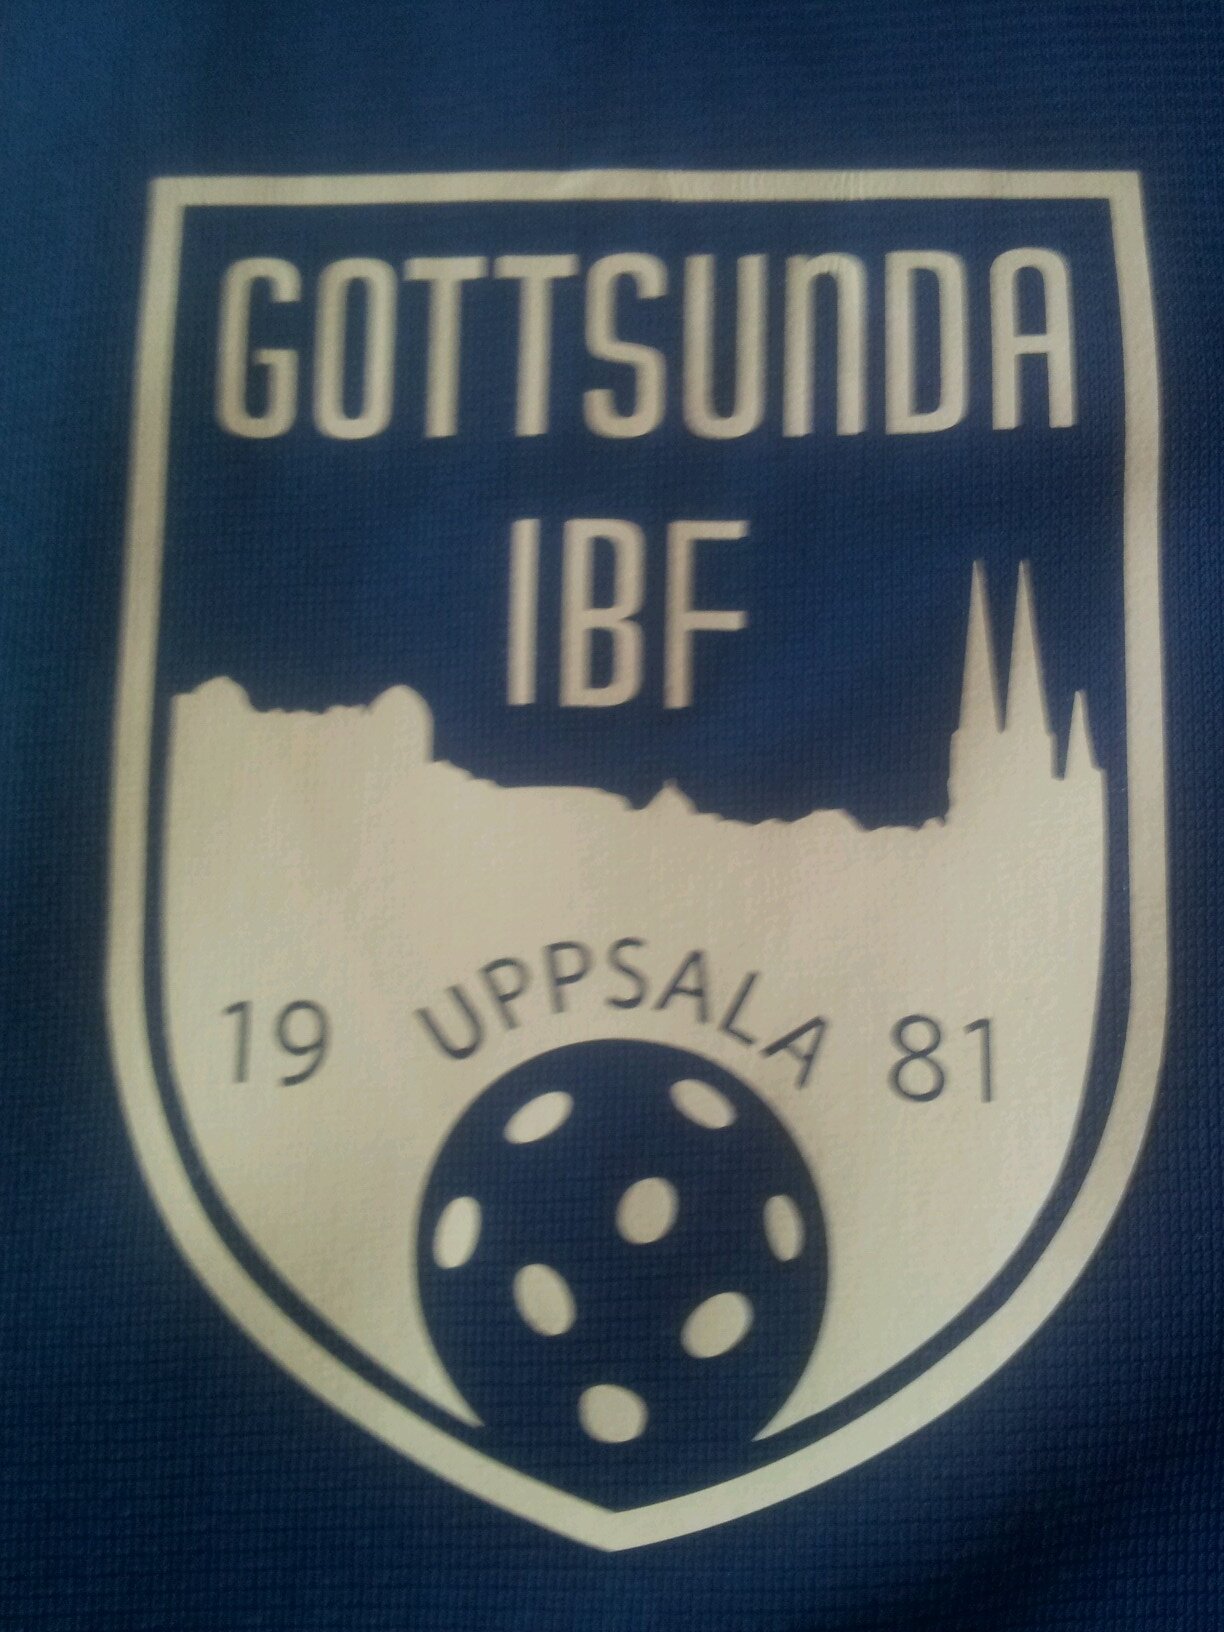 GOTTSUNDA
IBF
UPPSALA
19 81